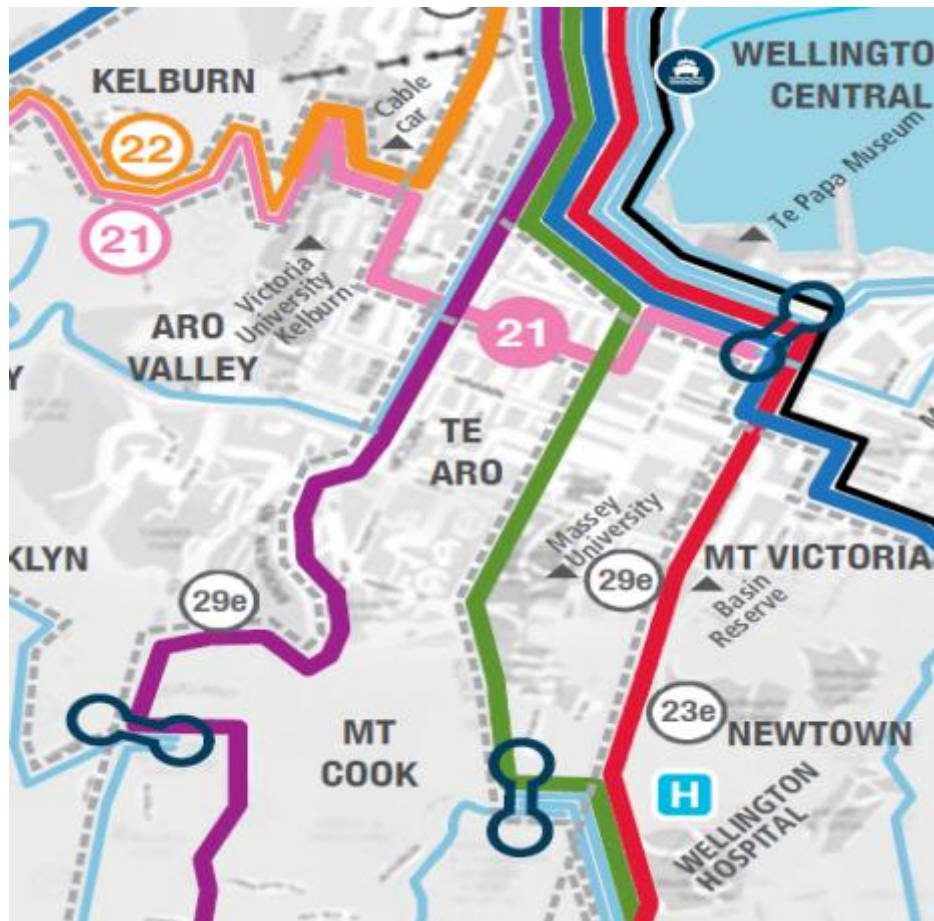 KELBURN
22
21
Cable
car
WELLINGTO
CENTRAL
Te Papa Museum
Victoria
University
Kelburn
ARO
VALLEY
21
Y
TE
ARO
M
Massey
University
KLYN
29e
29e
MT VICTORIA
Basin
Reserve
23e
NEWTOWN
MT
COOK
H
WELLINGTON
HOSPITAL